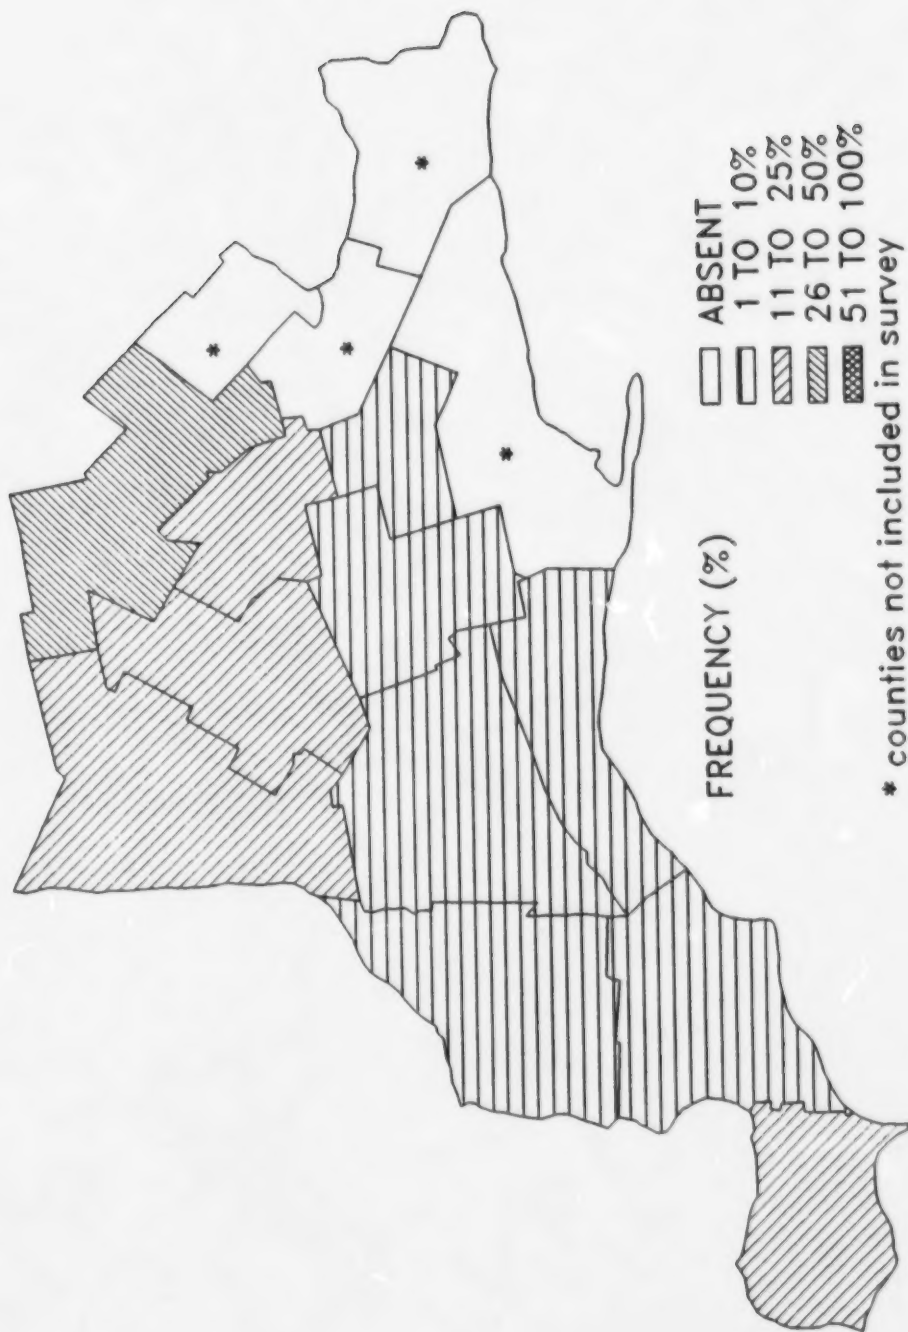 *
*
*
*
FREQUENCY (%)
ABSENT
1 TO 10%
11 TO 25%
26 TO 50%
51 TO 100%
* counties not included in survey